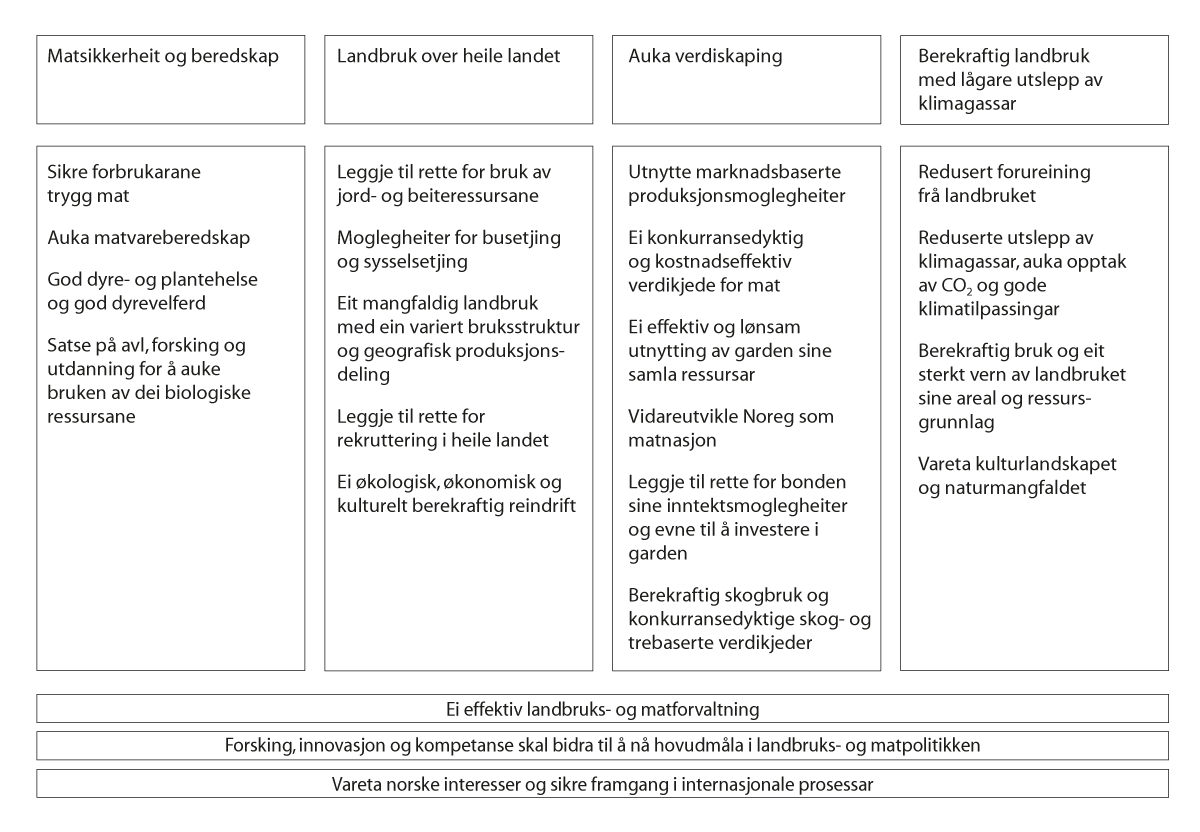 Matsikkerheit og beredskap
Landbruk over heile landet
Auka verdiskaping
Berekraftig landbruk
med lågare utslepp av
klimagassar
Sikre forbrukarane
trygg mat
Auka matvareberedskap
God dyre- og plantehelse
og god dyrevelferd
Satse på avl, forsking og
utdanning for å auke
bruken av dei biologiske
ressursane
Leggje til rette for bruk av
jord- og beiteressursane
Moglegheiter for busetjing
og sysselsetjing
Eit mangfaldig landbruk
med ein variert bruksstruktur
og geografisk produksjons-
deling
Leggje til rette for
rekruttering i heile landet
Ei økologisk, økonomisk og
kulturelt berekraftig reindrift
Utnytte marknadsbaserte
produksjonsmoglegheiter
Ei konkurransedyktig
og kostnadseffektiv
verdikjede for mat
Ei effektiv og lønsam
utnytting av garden sine
samla ressursar
Vidareutvikle Noreg som
matnasjon
Leggje til rette for bonden
sine inntektsmoglegheiter
og evne til å investere i
garden
Berekraftig skogbruk og
konkurransedyktige skog- og
trebaserte verdikjeder
Redusert forureining
frå landbruket
Reduserte utslepp av
klimagassar, auka opptak
av CO₂ og gode
klimatilpassingar
Berekraftig bruk og eit
sterkt vern av landbruket
sine areal og ressurs-
grunnlag
Vareta kulturlandskapet
og naturmangfaldet
Ei effektiv landbruks- og matforvaltning
Forsking, innovasjon og kompetanse skal bidra til å nå hovudmåla i landbruks- og matpolitikken
Vareta norske interesser og sikre framgang i internasjonale prosessar